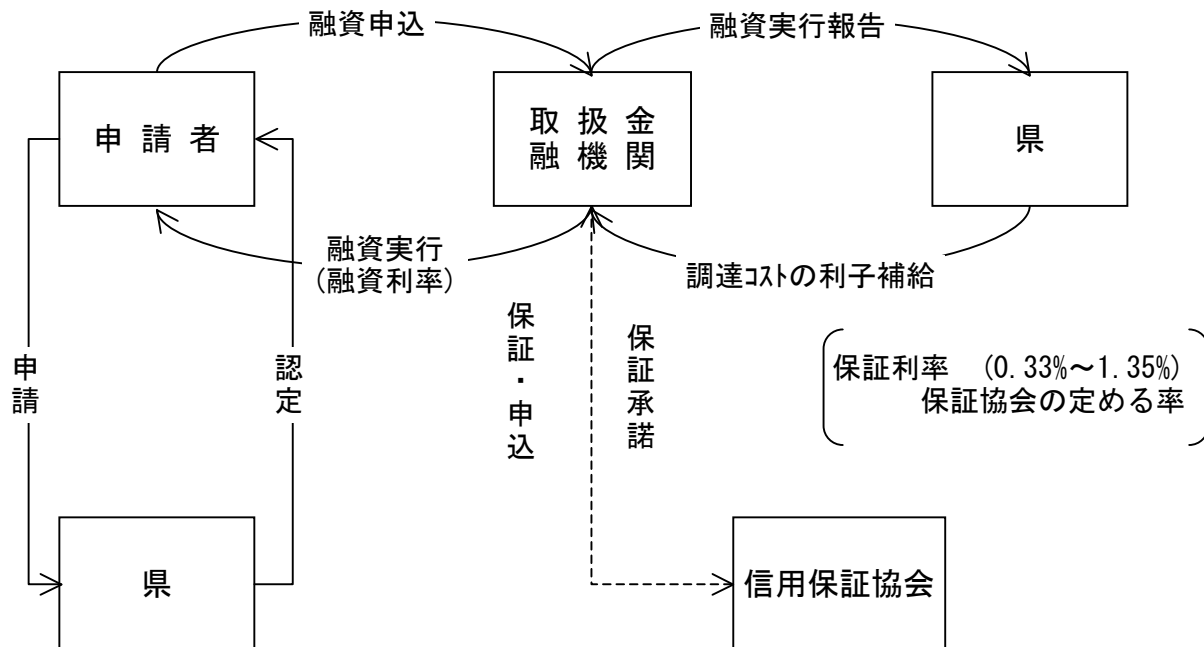 融資申込
融資実行報告
申請者
取扱金
融機関
県
融資実行
(融資利率)
調達コストの利子補給
申請
認定
保証・申込
保証承諾
保証利率 (0.33%～1.35%)
保証協会の定める率
県
信用保証協会